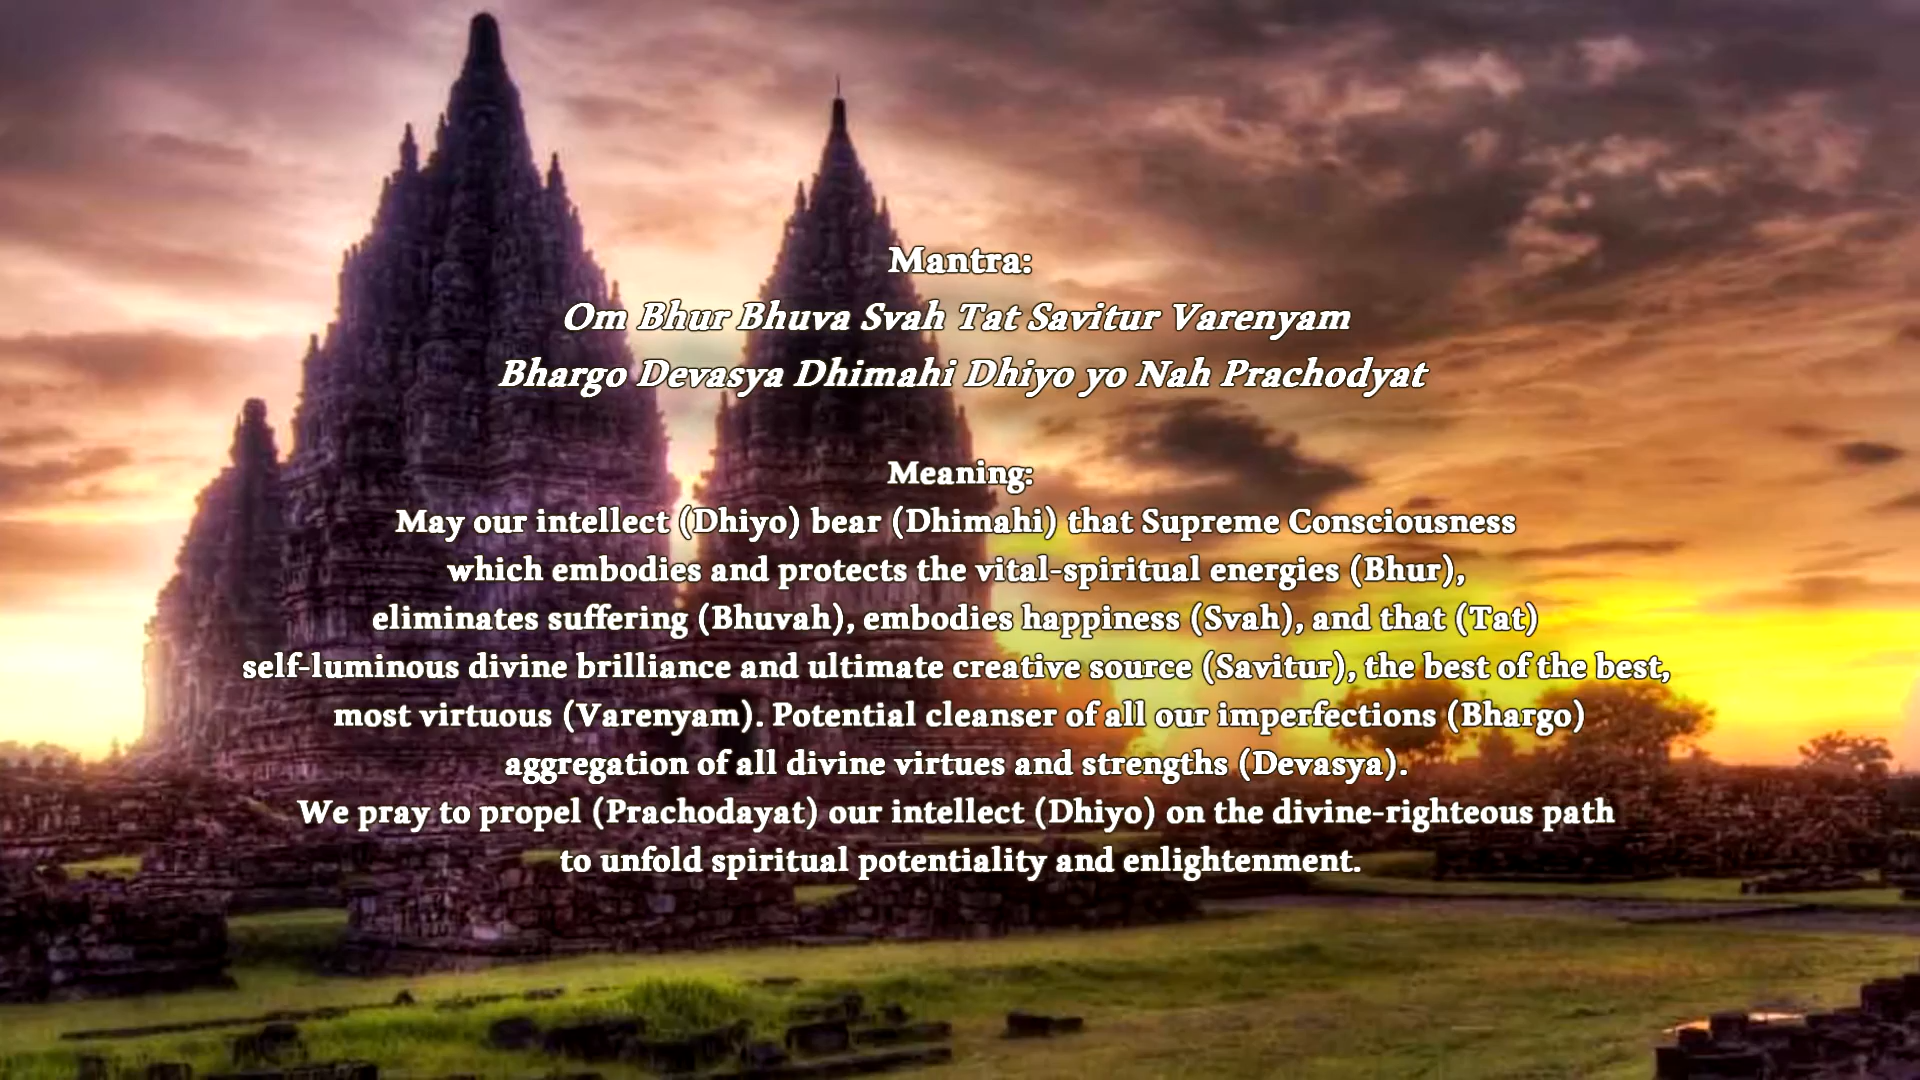 Mantra:
Om Bhur Bhuva Svah Tat Savitur Varenyam
Bhargo Devasya Dhimahi Dhiyo yo Nah Prachodyat
Meaning:
May our intellect (Dhiyo) bear (Dhimahi) that Supreme Consciousness
which embodies and protects the vital-spiritual energies (Bhur),
eliminates suffering (Bhuvah), embodies happiness (Svah), and that (Tat)
self-luminous divine brilliance and ultimate creative source (Savitur), the best of the best,
most virtuous (Varenyam). Potential cleanser of all our imperfections (Bhargo)
aggregation of all divine virtues and strengths (Devasya).
We pray to propel (Prachodayat) our intellect (Dhiyo) on the divine-righteous path
to unfold spiritual potentiality and enlightenment.